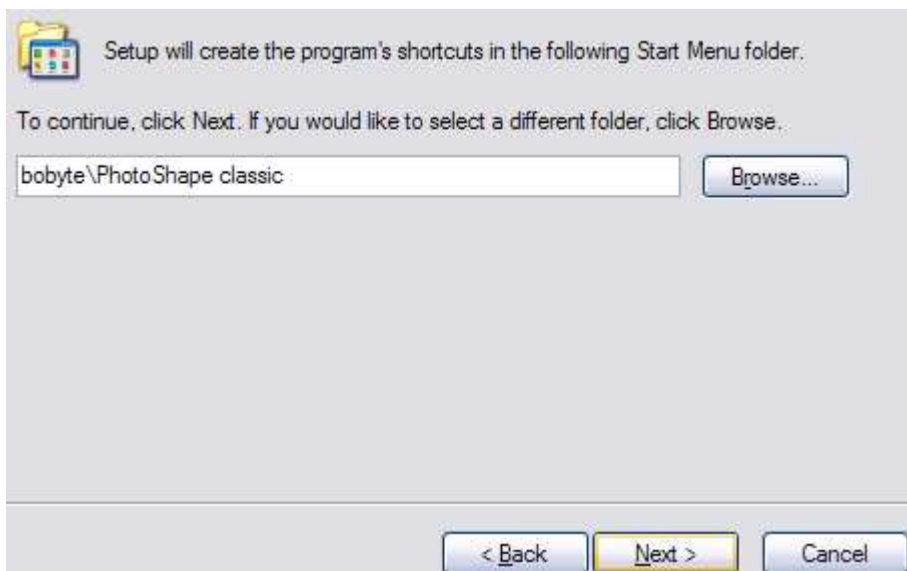 Setup will create the program's shortcuts in the following Start Menu folder.
To continue, click Next. If you would like to select a different folder, click Browse.
bobyte\PhotoShape classic
Browse...
< Back
Next >
Cancel